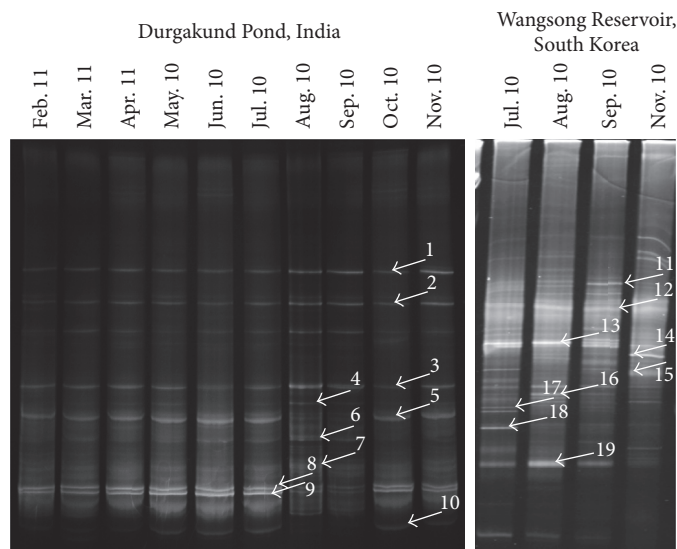 Durgakund Pond, India
Wangsong Reservoir,
South Korea
Feb. 11
Mar. 11
Apr. 11
May. 10
Jun. 10
Jul. 10
Aug. 10
Sep. 10
Oct. 10
Nov. 10
Jul. 10
Aug. 10
Sep. 10
Nov. 10
1
2
3
4
5
6
7
8
9
10
11
12
13
14
15
16
17
18
19